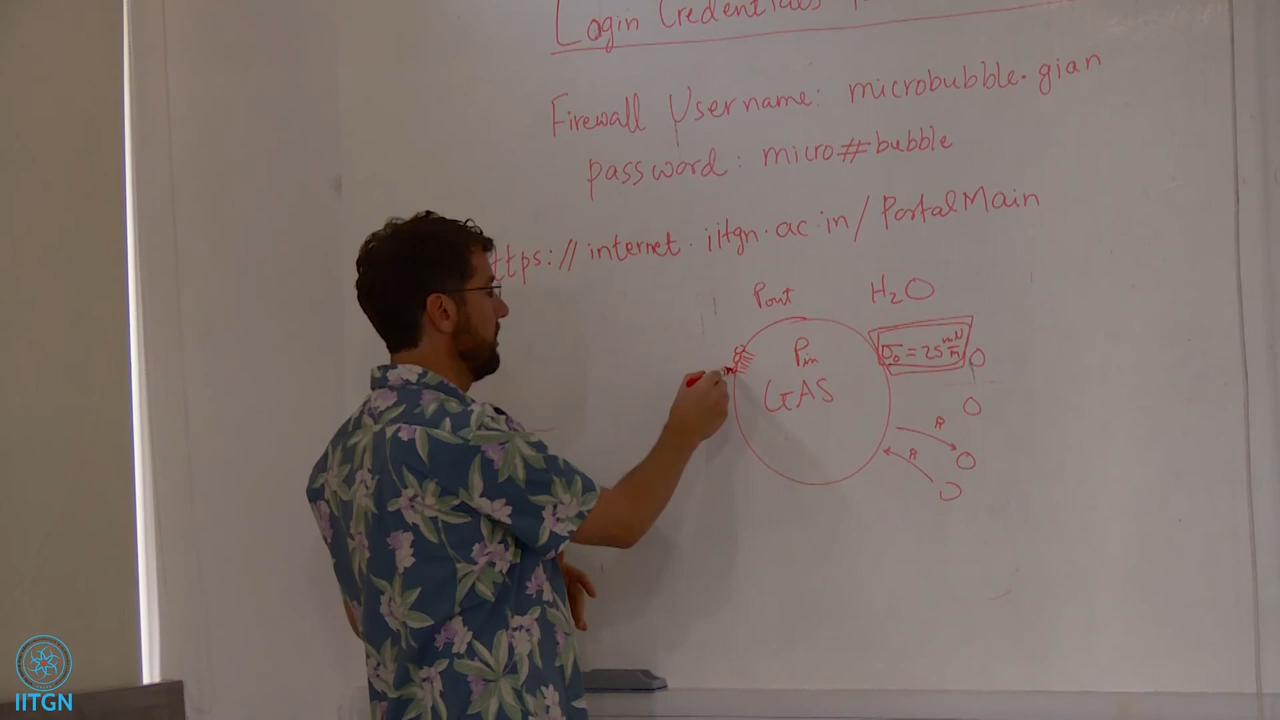 Login Credentials
Firewall Username: microbubble.gian
password: micro#bubble
ttps://internet.iitgn.ac.in/PortalMain
Pout H2O
Pin σ0 = 25 mN/m
GAS
R
R
IITGN